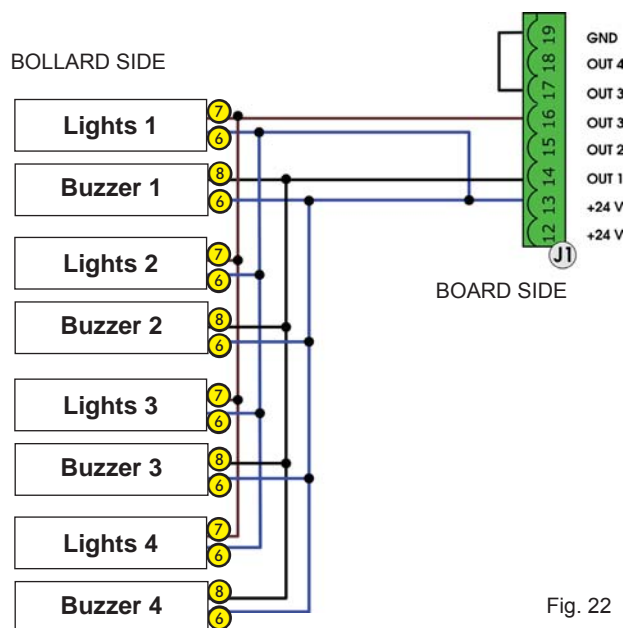 BOLLARD SIDE
Lights 1
7
6
Buzzer 1
8
6
Lights 2
7
6
Buzzer 2
8
6
Lights 3
7
6
Buzzer 3
8
6
Lights 4
7
6
Buzzer 4
8
6
19 GND
18 OUT 4
17 OUT 3
16 OUT 3
15 OUT 2
14 OUT 1
13 +24 V
12 +24 V
J1
BOARD SIDE
Fig. 22